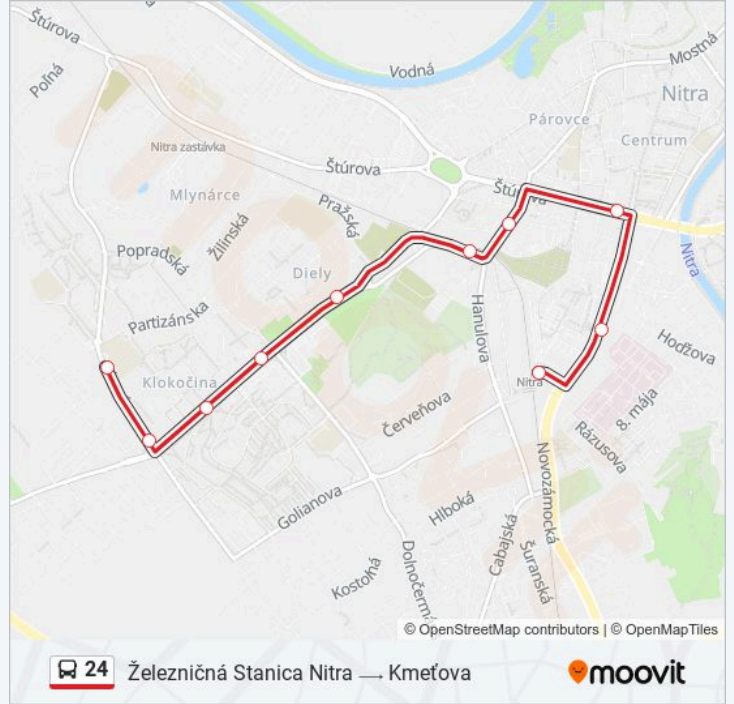 Štúrova
Poľná
Vodná
Mostná
Nitra
Párovce
Centrum
Nitra zastávka
Štúrova
Štúrova
Mlynárce
Pražská
Žilinská
Popradská
Diely
Nitra
Partizánska
Hanulova
Hodžova
Klokočina
Nitra
8. mája
Červeňova
Rázusova
Novozámocká
Golianova
Hlboká
Cabajská
Šuranská
Dolnočermá
Kostoľná
© OpenStreetMap contributors | © OpenMapTiles
24 Železničná Stanica Nitra → Kmeťova
moovit